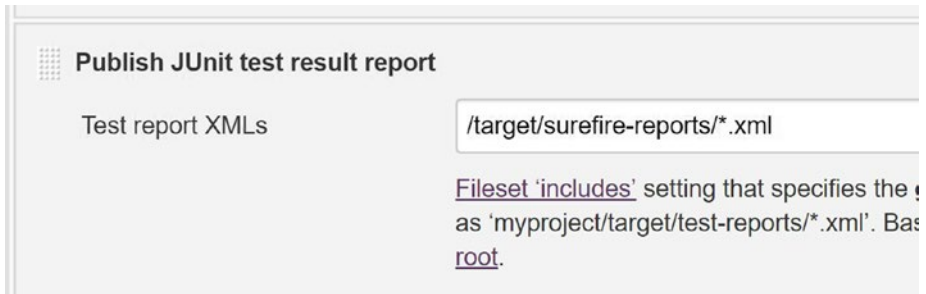 Publish JUnit test result report
Test report XMLs
/target/surefire-reports/*.xml
Fileset ‘includes’ setting that specifies the
as ‘myproject/target/test-reports/*.xml’. Bas
root.